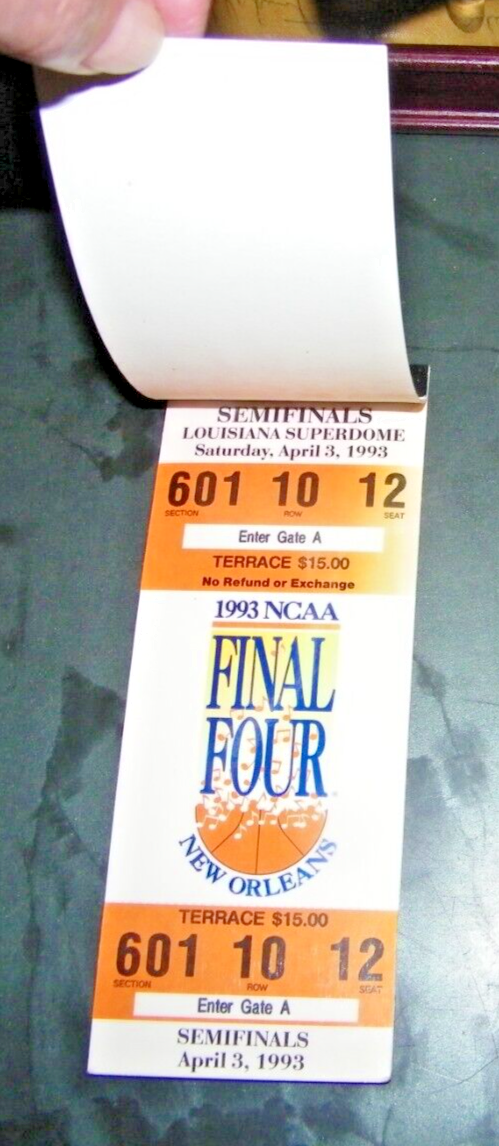 SEMIFINALS
LOUISIANA SUPERDOME
Saturday, April 3, 1993
601 10 12
SECTION ROW SEAT
Enter Gate A
TERRACE $15.00
No Refund or Exchange
1993 NCAA
FINAL
FOUR
NEW ORLEANS
TERRACE $15.00
601 10 12
SECTION ROW SEAT
Enter Gate A
SEMIFINALS
April 3, 1993